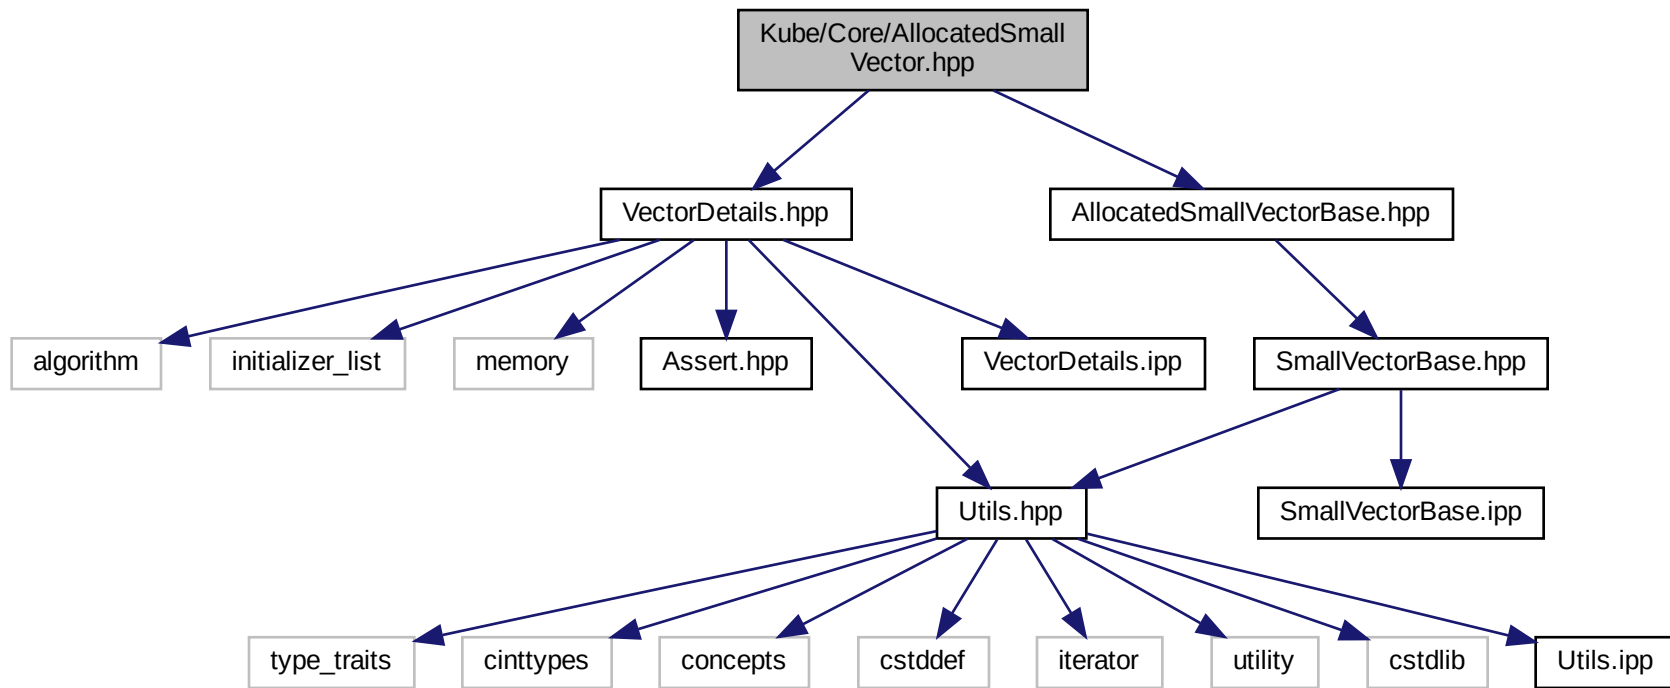 Kube/Core/AllocatedSmall
Vector.hpp
VectorDetails.hpp
AllocatedSmallVectorBase.hpp
algorithm
initializer_list
memory
Assert.hpp
VectorDetails.ipp
SmallVectorBase.hpp
Utils.hpp
SmallVectorBase.ipp
type_traits
cinttypes
concepts
cstddef
iterator
utility
cstdlib
Utils.ipp